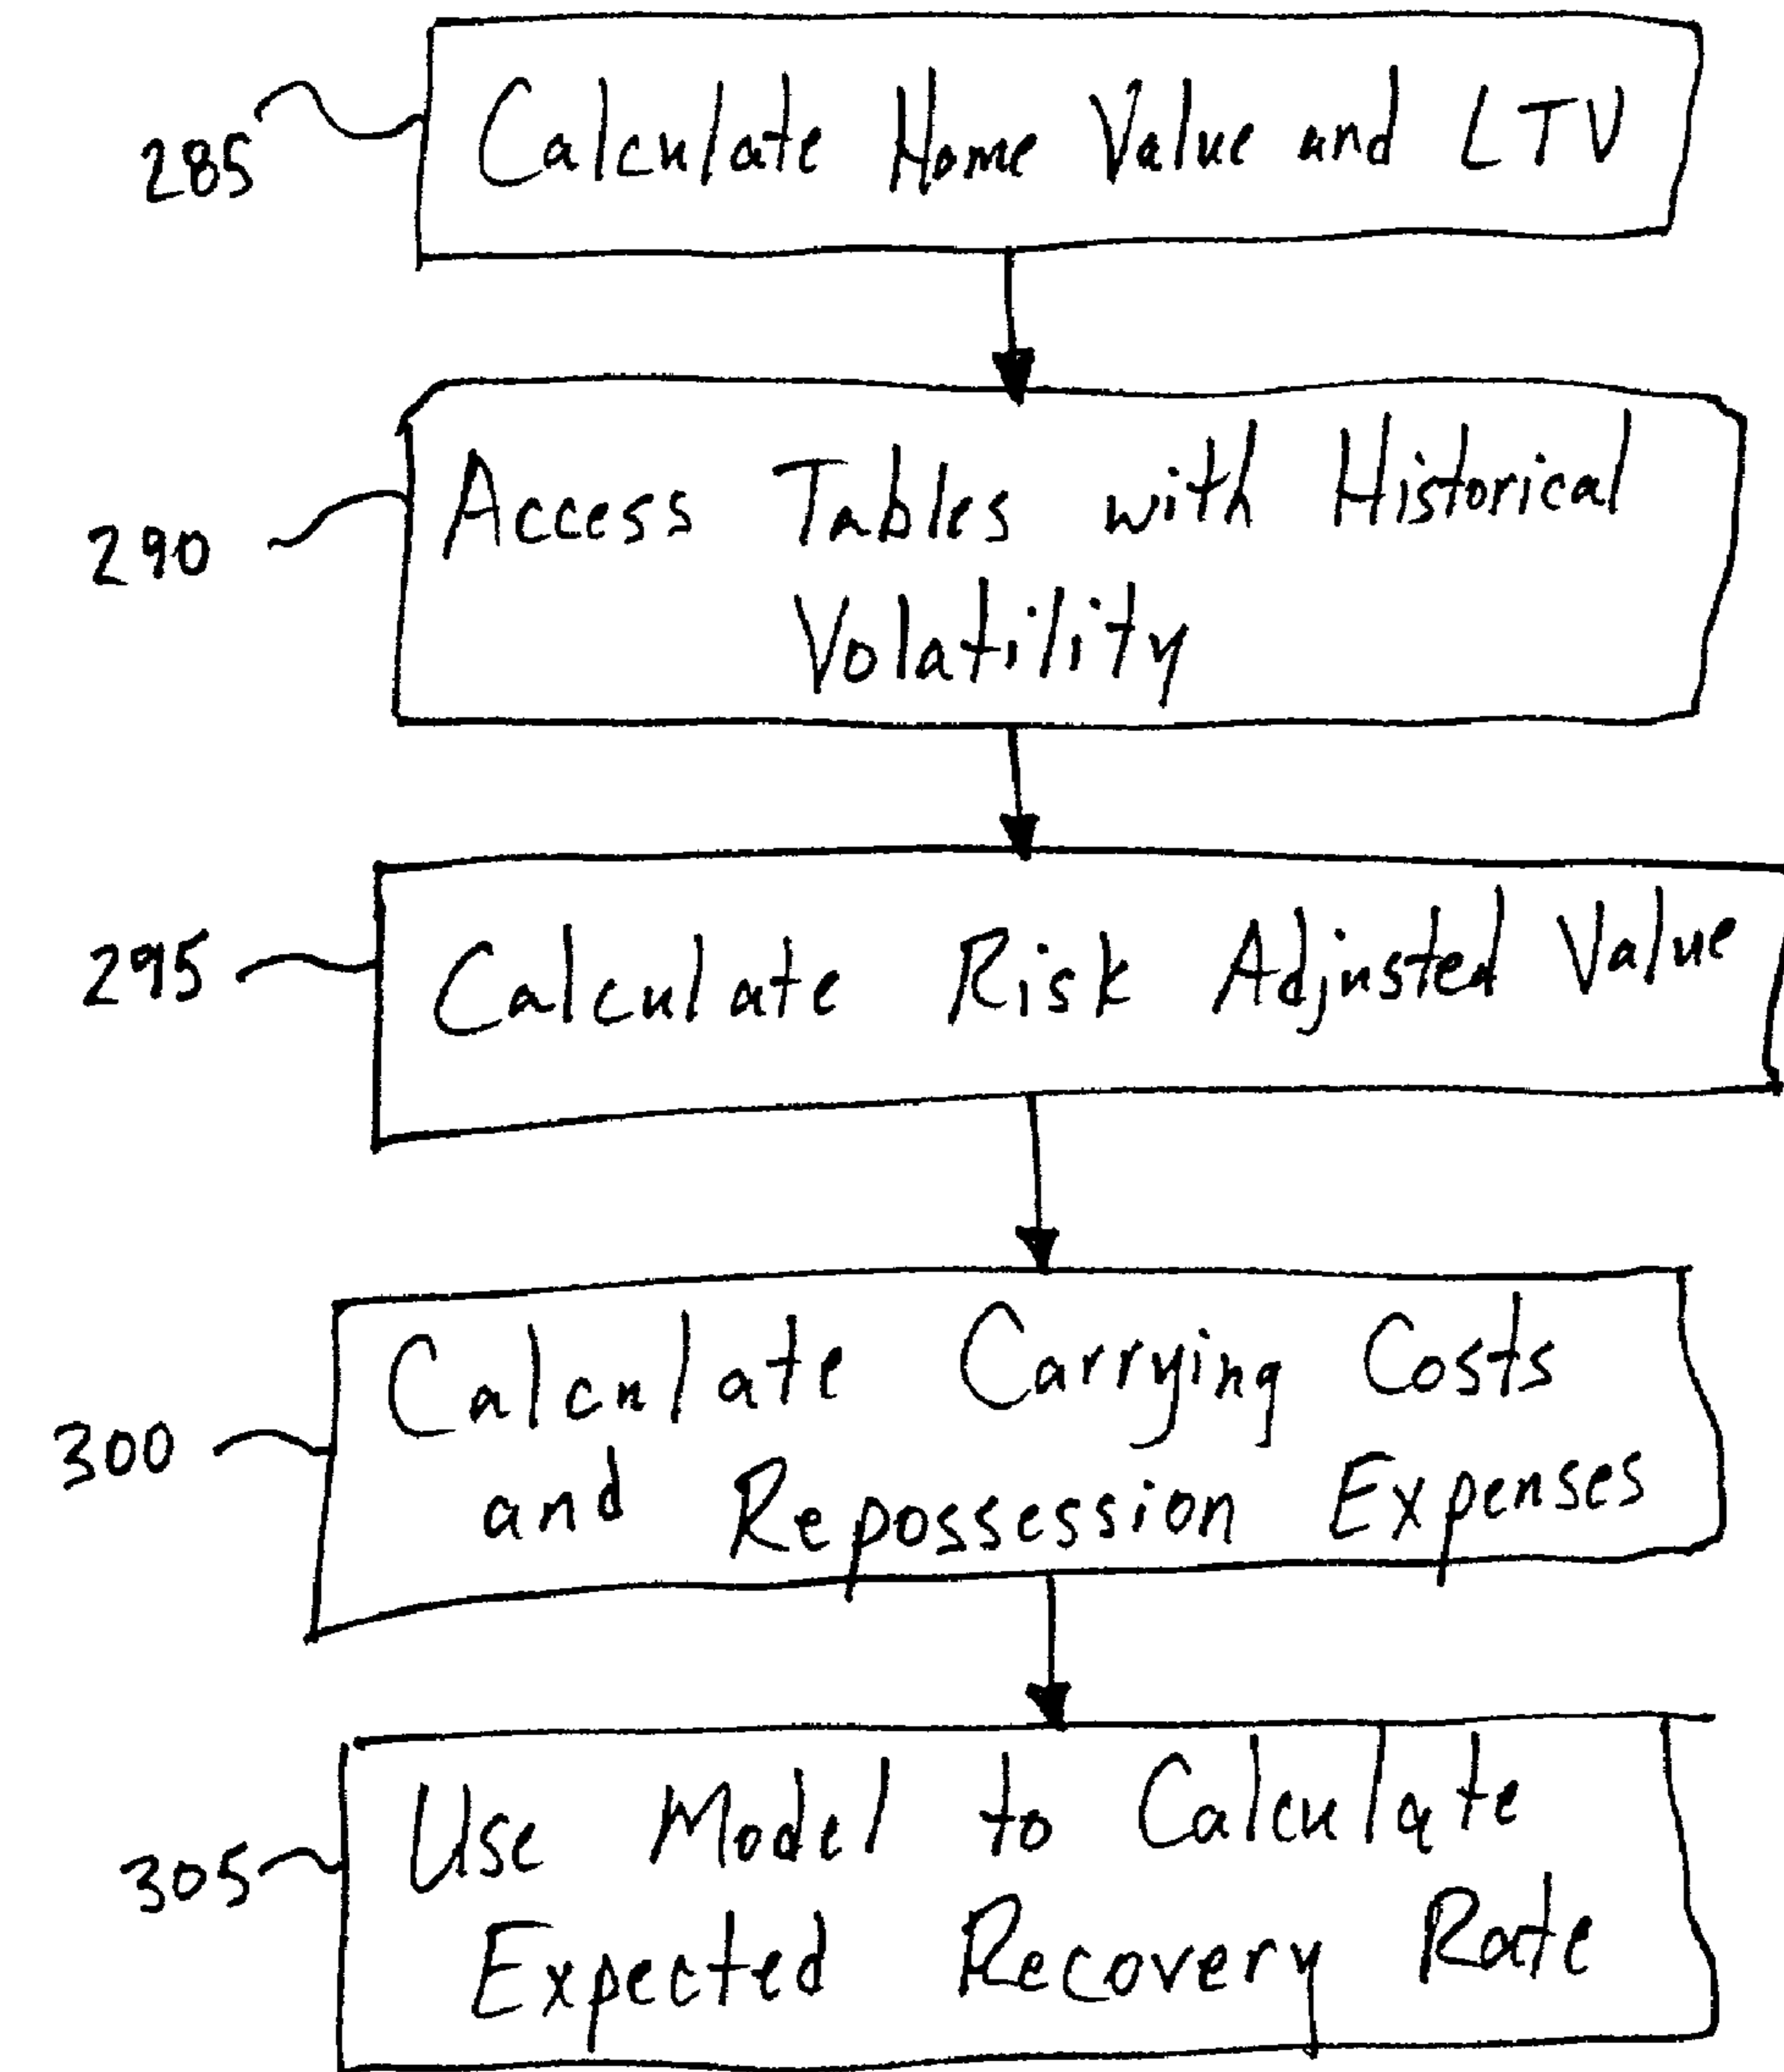 285
Calculate Home Value and LTV
290
Access Tables with Historical
Volatility
295
Calculate Risk Adjusted Value
300
Calculate Carrying Costs
and Repossession Expenses
305
Use Model to Calculate
Expected Recovery Rate